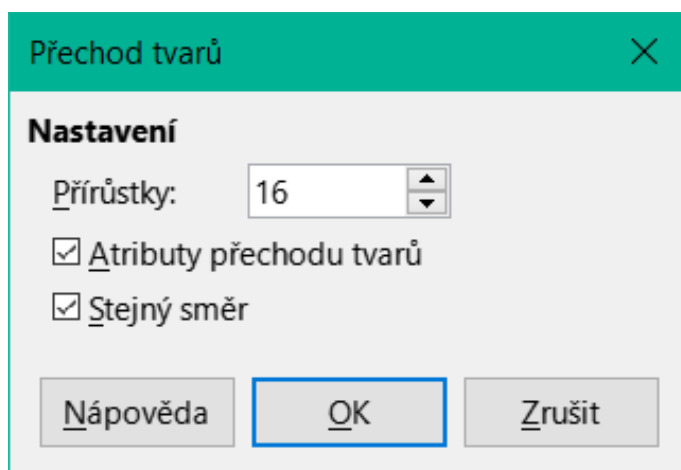 Přechod tvarů
Nastavení
Přírůstky: 16
Atributy přechodu tvarů
Stejný směr
Nápověda OK Zrušit